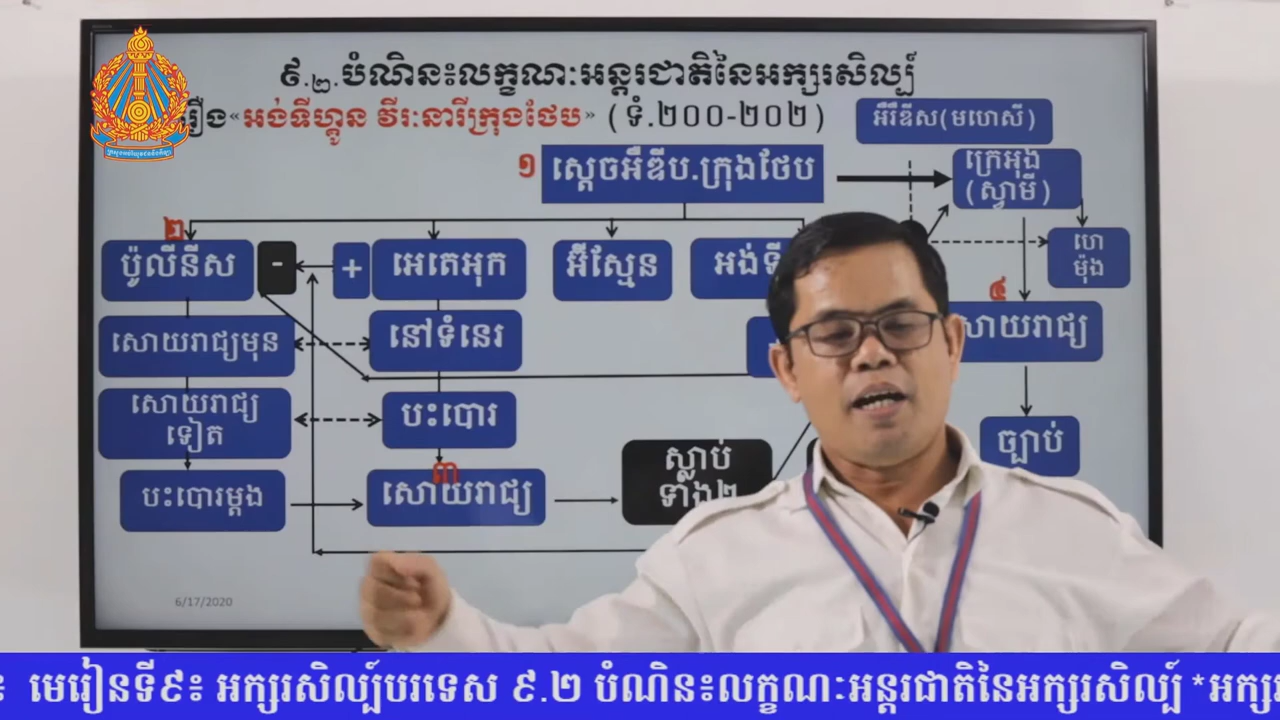 ៩.២.បំណិន៖លក្ខណៈអន្តរជាតិនៃអក្សរសិល្ប៍
រឿង«អង់ទីហ្គូន វីរៈនារីក្រុងថែប» (ទំ.២០០-២០២)
អឺរីឌីស(មហេសី)
១
ស្តេចអឺឌីប.ក្រុងថែប
ក្រេអុង
(ស្វាមី)
២
ប៉ូលីនីស
-
+
អេតេអុក
អ៊ីស្មែន
អង់ទី
ហេ
ម៉ុង
៤
សោយរាជ្យមុន
នៅទំនេរ
សោយរាជ្យ
សោយរាជ្យ
ទៀត
បះបោរ
ច្បាប់
បះបោរម្តង
៣
សោយរាជ្យ
ស្លាប់
ទាំង២
6/17/2020
មេរៀនទី៩៖ អក្សរសិល្ប៍បរទេស ៩.២ បំណិន៖លក្ខណៈអន្តរជាតិនៃអក្សរសិល្ប៍